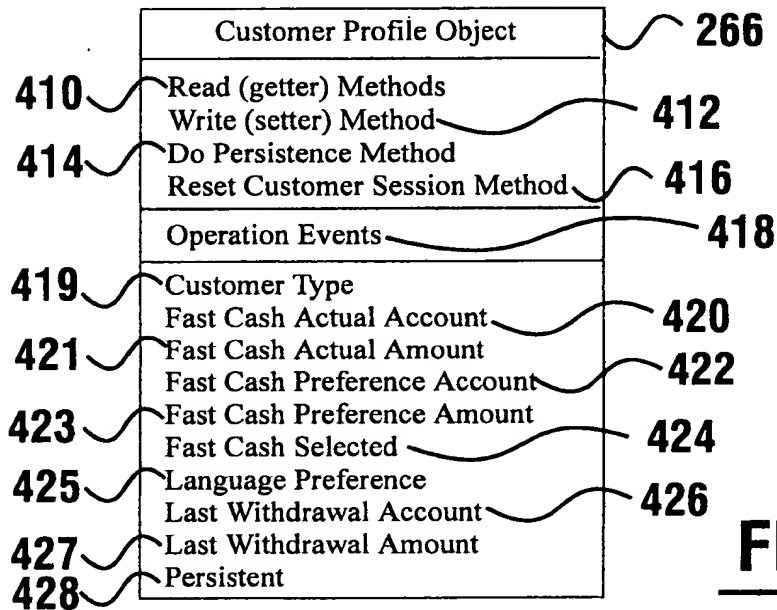 Customer Profile Object 266
410 Read (getter) Methods
Write (setter) Method 412
414 Do Persistence Method
Reset Customer Session Method 416
Operation Events 418
419 Customer Type
Fast Cash Actual Account 420
421 Fast Cash Actual Amount
Fast Cash Preference Account 422
423 Fast Cash Preference Amount
Fast Cash Selected 424
425 Language Preference
Last Withdrawal Account 426
427 Last Withdrawal Amount
428 Persistent